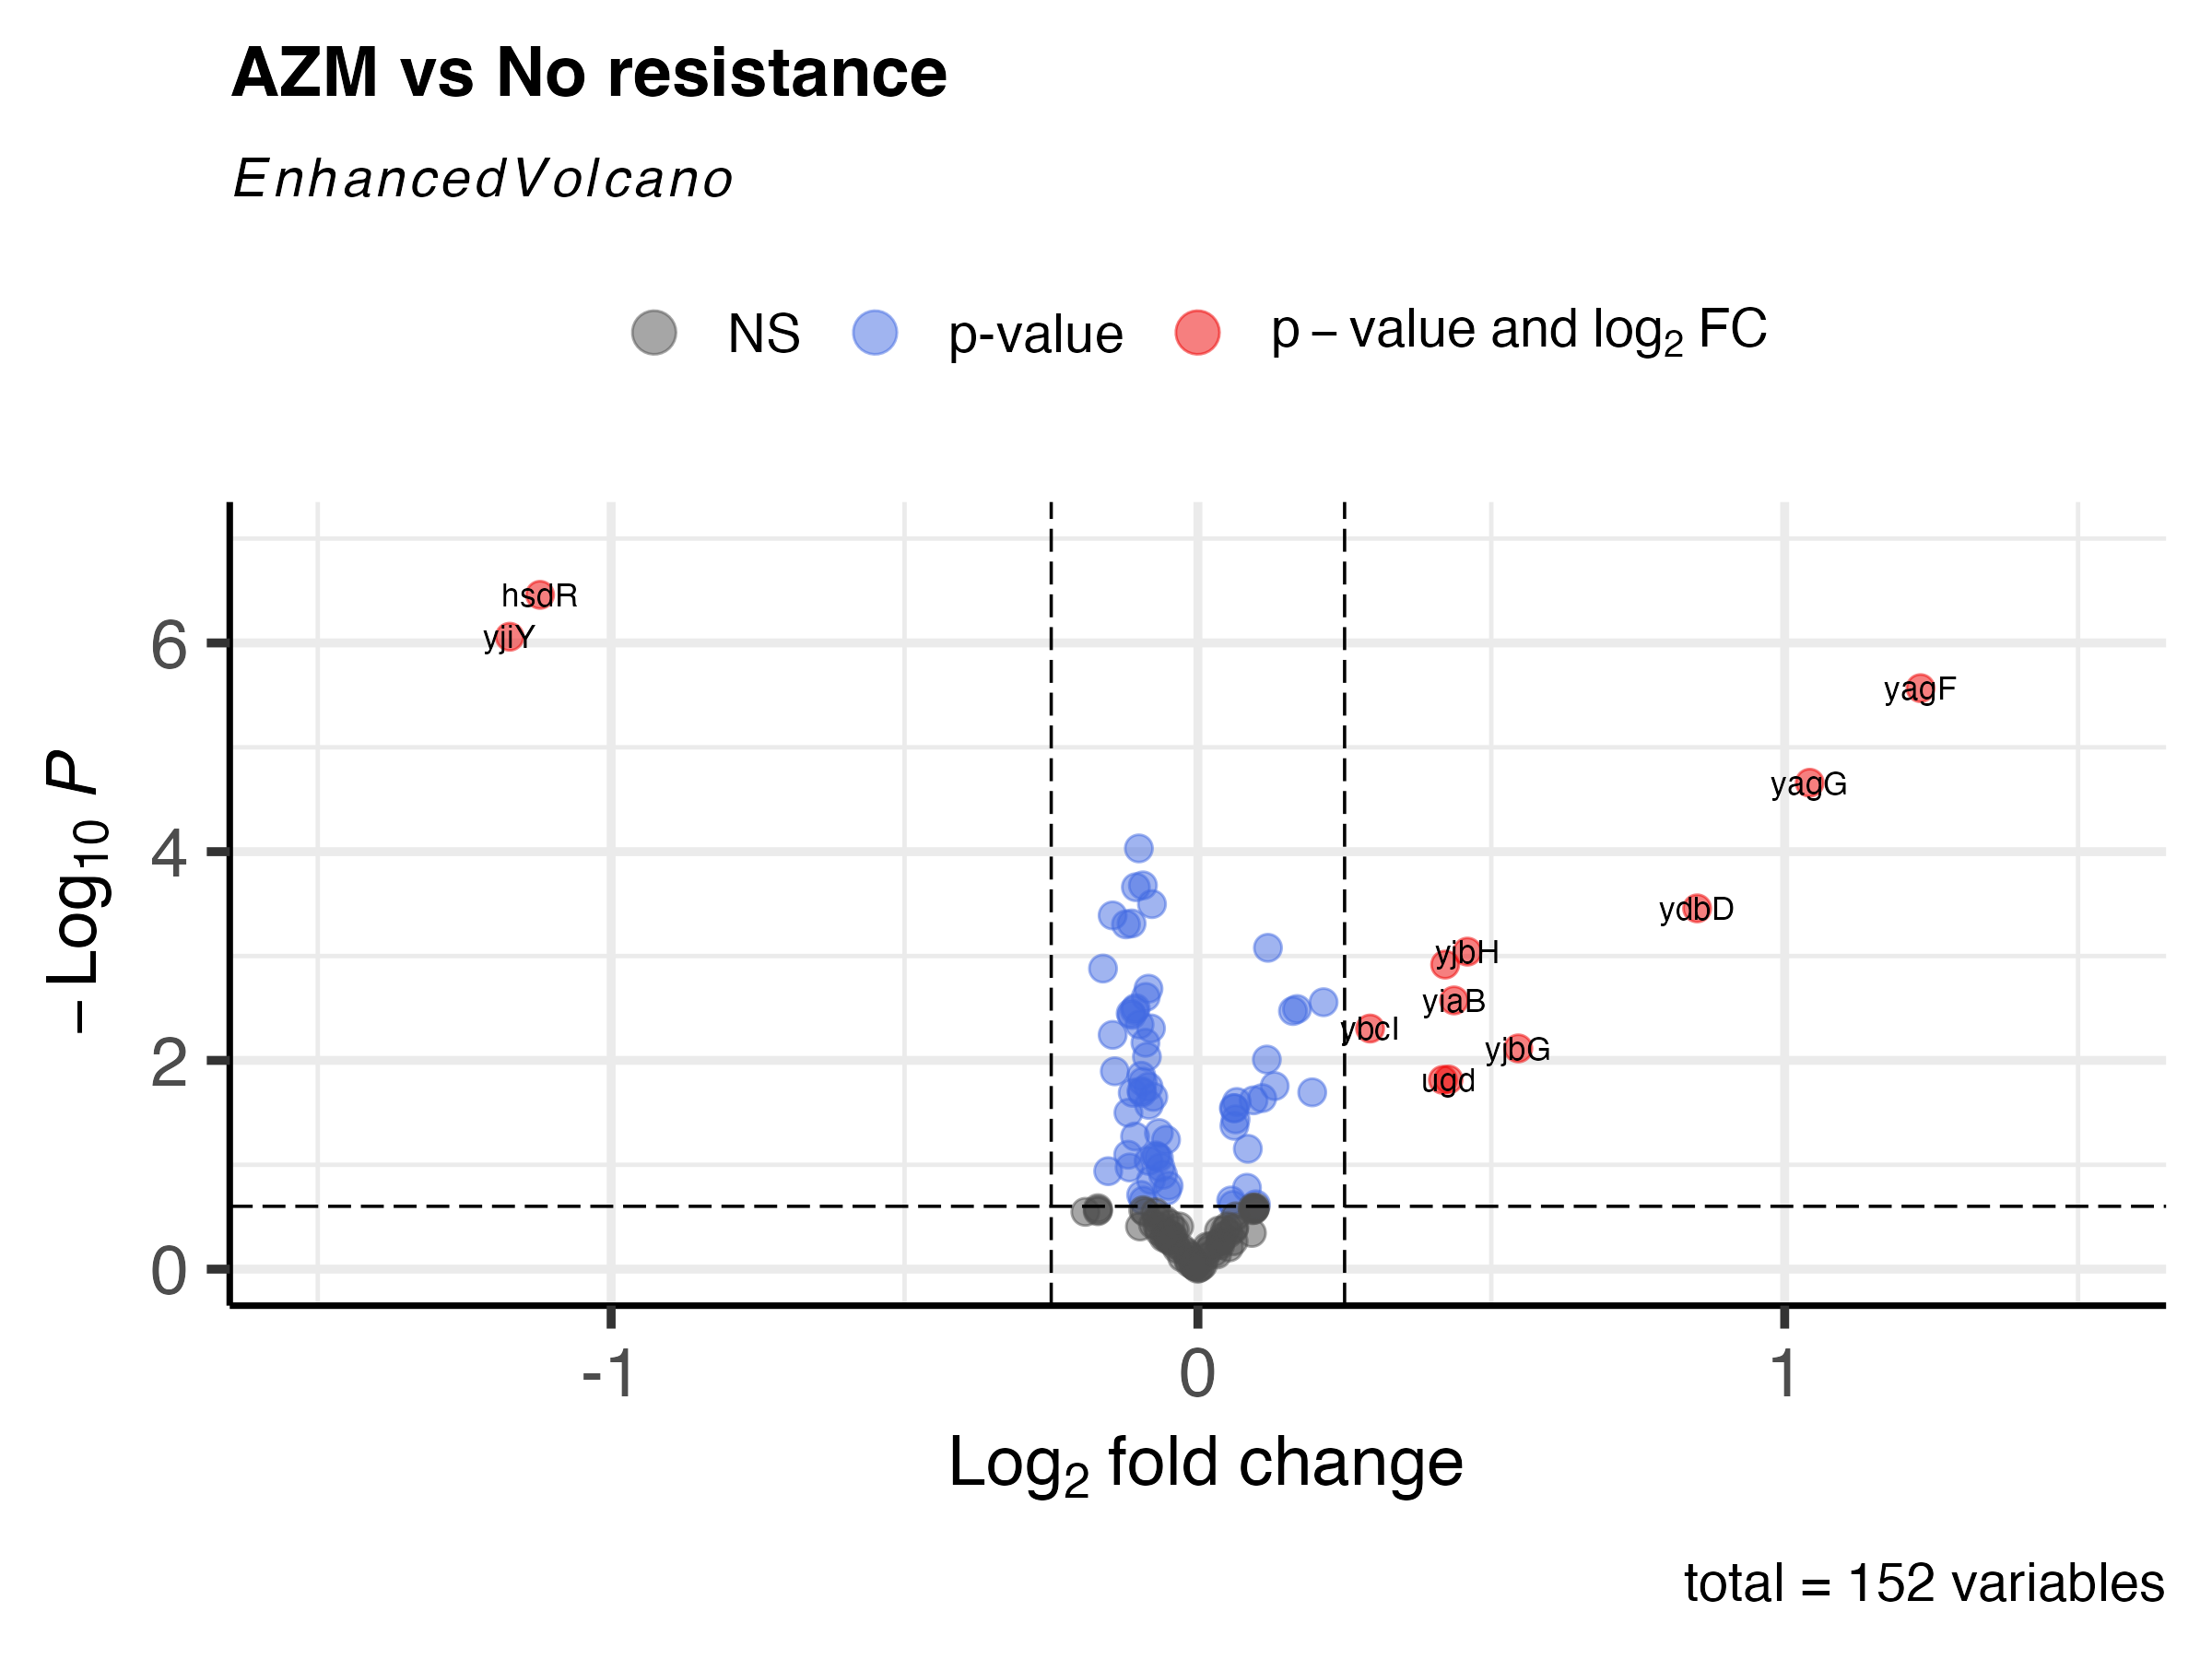 AZM vs No resistance
EnhancedVolcano
NS p-value p − value and log₂ FC
hsdR
yjiY
yagF
yagG
ydbD
yjbH
yiaB
ybcI
yjbG
ugd
6
4
2
0
− Log₁₀ P
-1 0 1
Log₂ fold change
total = 152 variables